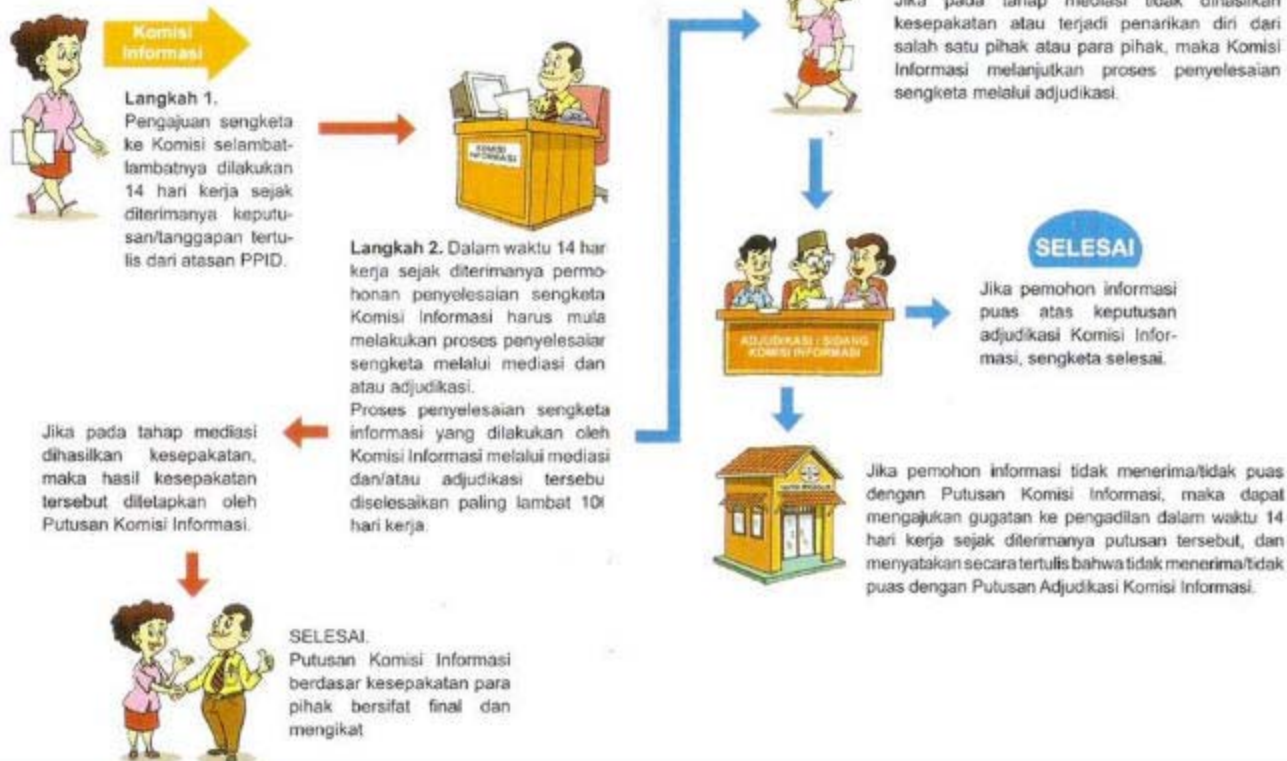 Komisi
Informasi
Langkah 1.
Pengajuan sengketa
ke Komisi selambat-
lambatnya dilakukan
14 hari kerja sejak
diterimanya keputu-
san/tanggapan tertu-
lis dari atasan PPID.
KOMISI
INFORMASI
Langkah 2. Dalam waktu 14 har
kerja sejak diterimanya permo-
honan penyelesaian sengketa
Komisi Informasi harus mula
melakukan proses penyelesaiar
sengketa melalui mediasi dan
atau adjudikasi.
Proses penyelesaian sengketa
informasi yang dilakukan oleh
Komisi Informasi melalui mediasi
dan/atau adjudikasi tersebu
diselesaikan paling lambat 10
hari kerja.
Jika pada tahap mediasi
dihasilkan kesepakatan,
maka hasil kesepakatan
tersebut ditetapkan oleh
Putusan Komisi Informasi.
SELESAI.
Putusan Komisi Informasi
berdasar kesepakatan para
pihak bersifat final dan
mengikat
Jika pada tahap mediasi tidak dihasilkan
kesepakatan atau terjadi penarikan diri dari
salah satu pihak atau para pihak, maka Komisi
Informasi melanjutkan proses penyelesaian
sengketa melalui adjudikasi.
ADJUDIKASI / SIDANG
KOMISI INFORMASI
SELESAI
Jika pemohon informasi
puas atas keputusan
adjudikasi Komisi Infor-
masi, sengketa selesai.
Jika pemohon informasi tidak menerima/tidak puas
dengan Putusan Komisi Informasi, maka dapat
mengajukan gugatan ke pengadilan dalam waktu 14
hari kerja sejak diterimanya putusan tersebut, dan
menyatakan secara tertulis bahwa tidak menerima/tidak
puas dengan Putusan Adjudikasi Komisi Informasi.